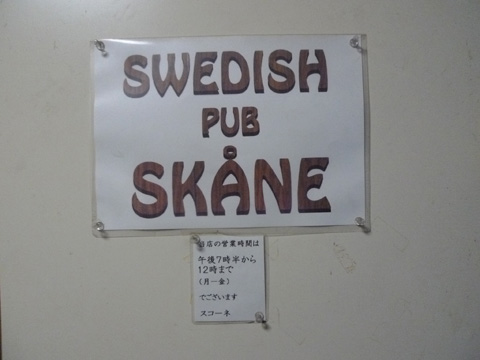 SWEDISH
PUB
SKÅNE
当店の営業時間は
午後7時半から
12時まで
(月ー金)
でございます
スコーネ